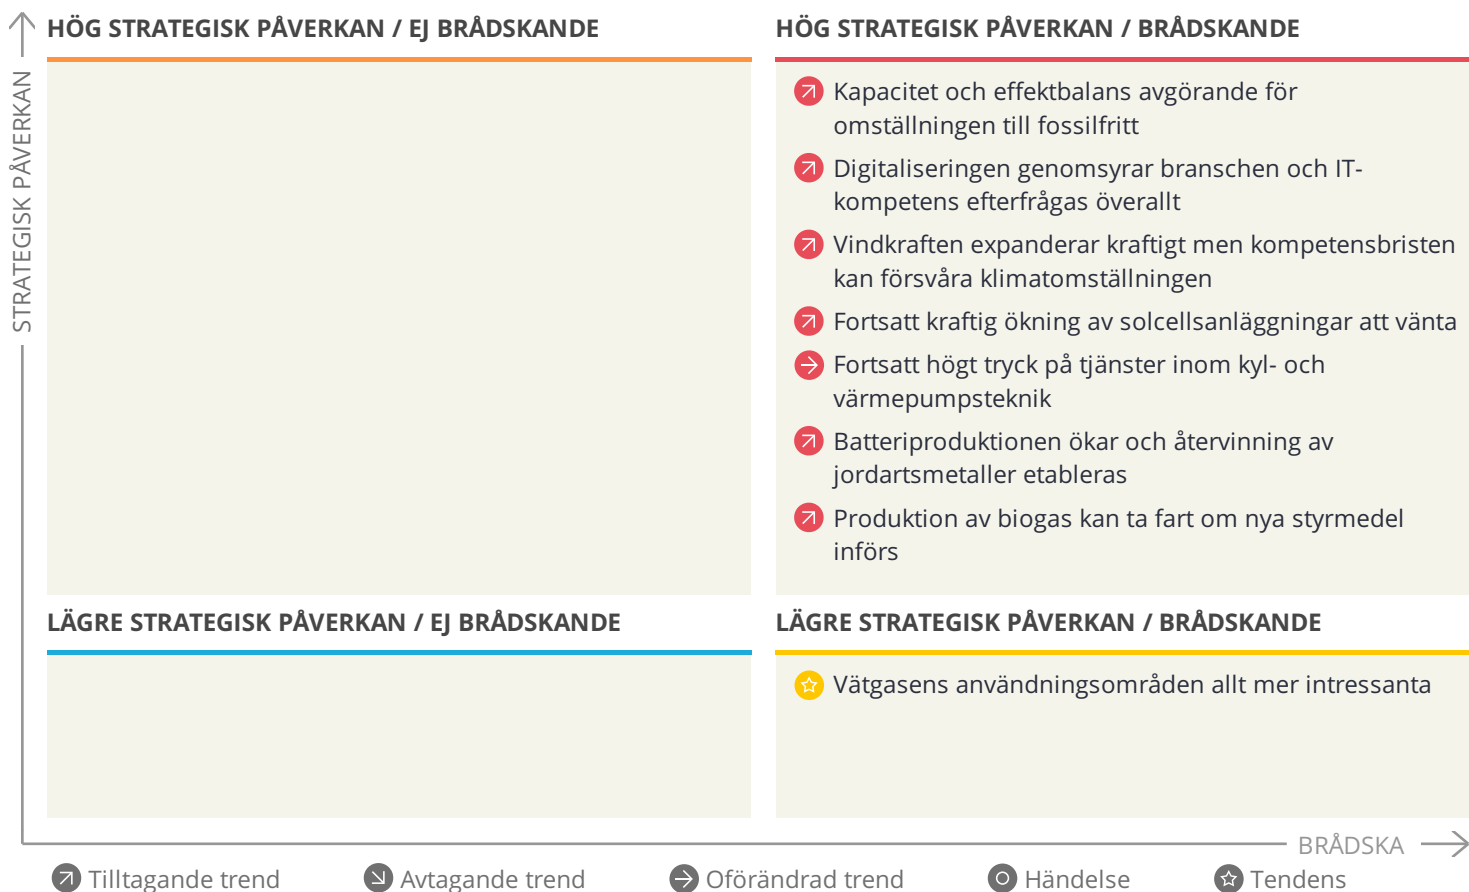 STRATEGISK PÅVERKAN
HÖG STRATEGISK PÅVERKAN / EJ BRÅDSKANDE
HÖG STRATEGISK PÅVERKAN / BRÅDSKANDE
Kapacitet och effektbalans avgörande för
omställningen till fossilfritt
Digitaliseringen genomsyrar branschen och IT-
kompetens efterfrågas överallt
Vindkraften expanderar kraftigt men kompetensbristen
kan försvåra klimatomställningen
Fortsatt kraftig ökning av solcellsanläggningar att vänta
Fortsatt högt tryck på tjänster inom kyl- och
värmepumpsteknik
Batteriproduktionen ökar och återvinning av
jordartsmetaller etableras
Produktion av biogas kan ta fart om nya styrmedel
införs
LÄGRE STRATEGISK PÅVERKAN / EJ BRÅDSKANDE
LÄGRE STRATEGISK PÅVERKAN / BRÅDSKANDE
Vätgasens användningsområden allt mer intressanta
BRÅDSKA
Tilltagande trend
Avtagande trend
Oförändrad trend
Händelse
Tendens